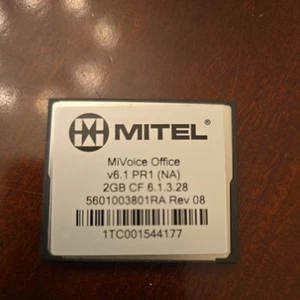 MITEL
MiVoice Office
v6.1 PR1 (NA)
2GB CF 6.1.3.28
5601003801RA Rev 08
1TC001544177